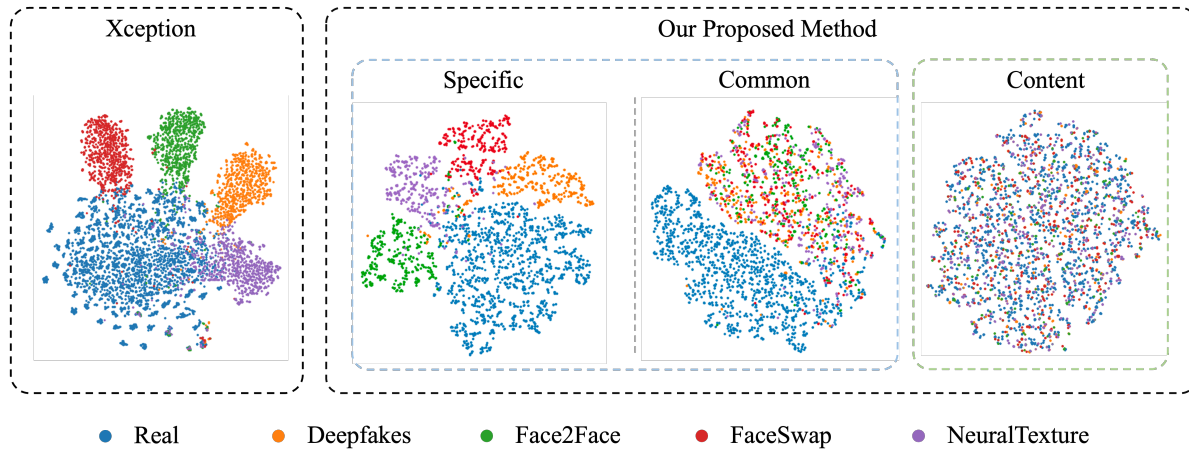 Xception
Our Proposed Method
Specific
Common
Content
Real
Deepfakes
Face2Face
FaceSwap
NeuralTexture